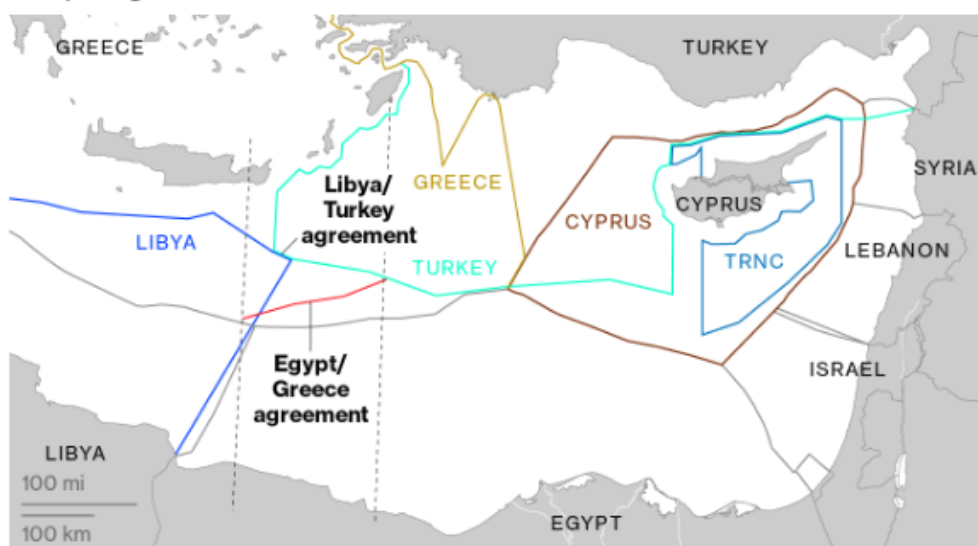 GREECE
TURKEY
SYRIA
Libya/
Turkey
agreement
GREECE
CYPRUS
CYPRUS
LIBYA
TURKEY
TRNC
LEBANON
Egypt/
Greece
agreement
ISRAEL
LIBYA
100 mi
100 km
EGYPT